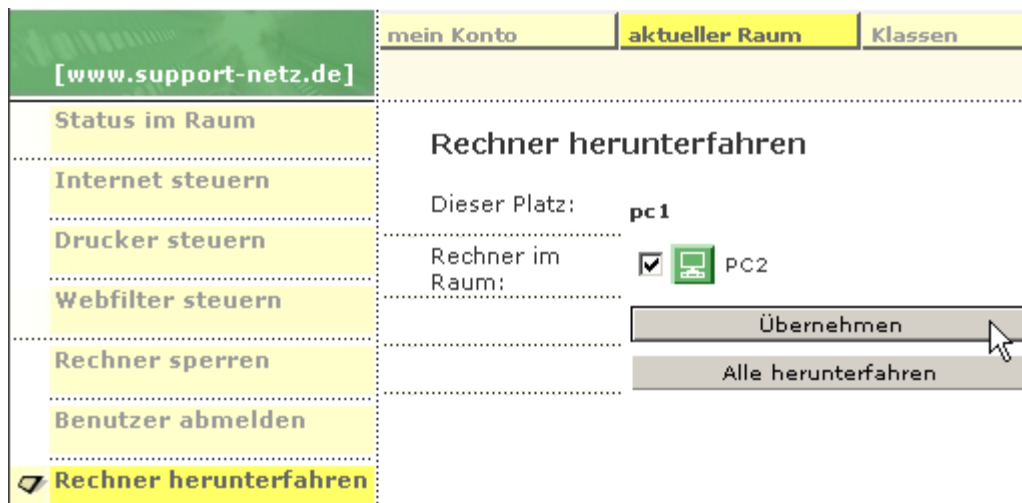 mein Konto
aktueller Raum
Klassen
[www.support-netz.de]
Status im Raum
Internet steuern
Drucker steuern
Webfilter steuern
Rechner sperren
Benutzer abmelden
Rechner herunterfahren
Rechner herunterfahren
Dieser Platz: pc1
Rechner im
Raum:
PC2
Übernehmen
Alle herunterfahren